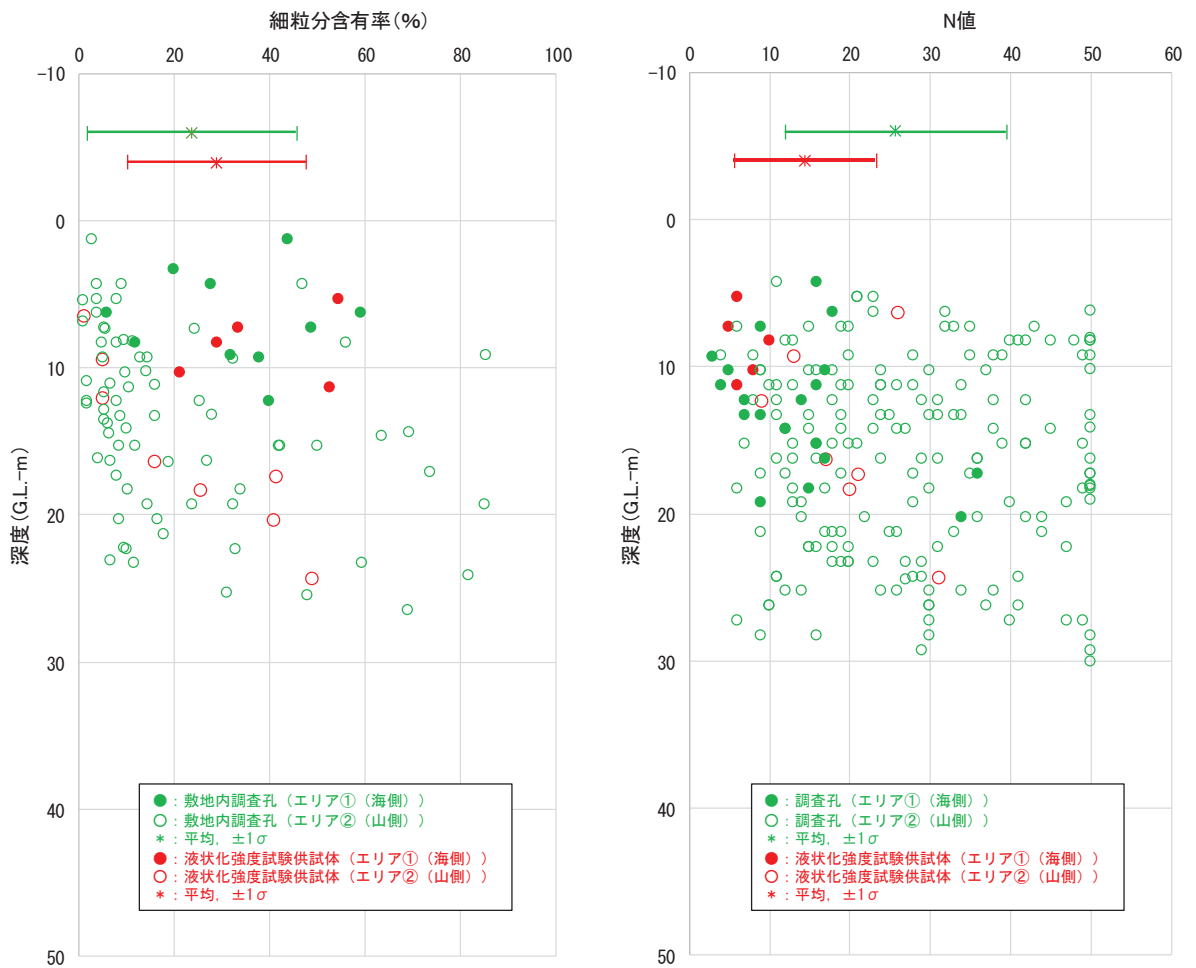 細粒分含有率(%)
0 20 40 60 80 100
-10
0
10
20
30
40
50
深度(G.L.-m)
●:敷地内調査孔(エリア①(海側))
○:敷地内調査孔(エリア②(山側))
*:平均,±1σ
●:液状化強度試験供試体(エリア①(海側))
○:液状化強度試験供試体(エリア②(山側))
*:平均,±1σ
N値
0 10 20 30 40 50 60
-10
0
10
20
30
40
50
深度(G.L.-m)
●:調査孔(エリア①(海側))
○:調査孔(エリア②(山側))
*:平均,±1σ
●:液状化強度試験供試体(エリア①(海側))
○:液状化強度試験供試体(エリア②(山側))
*:平均,±1σ